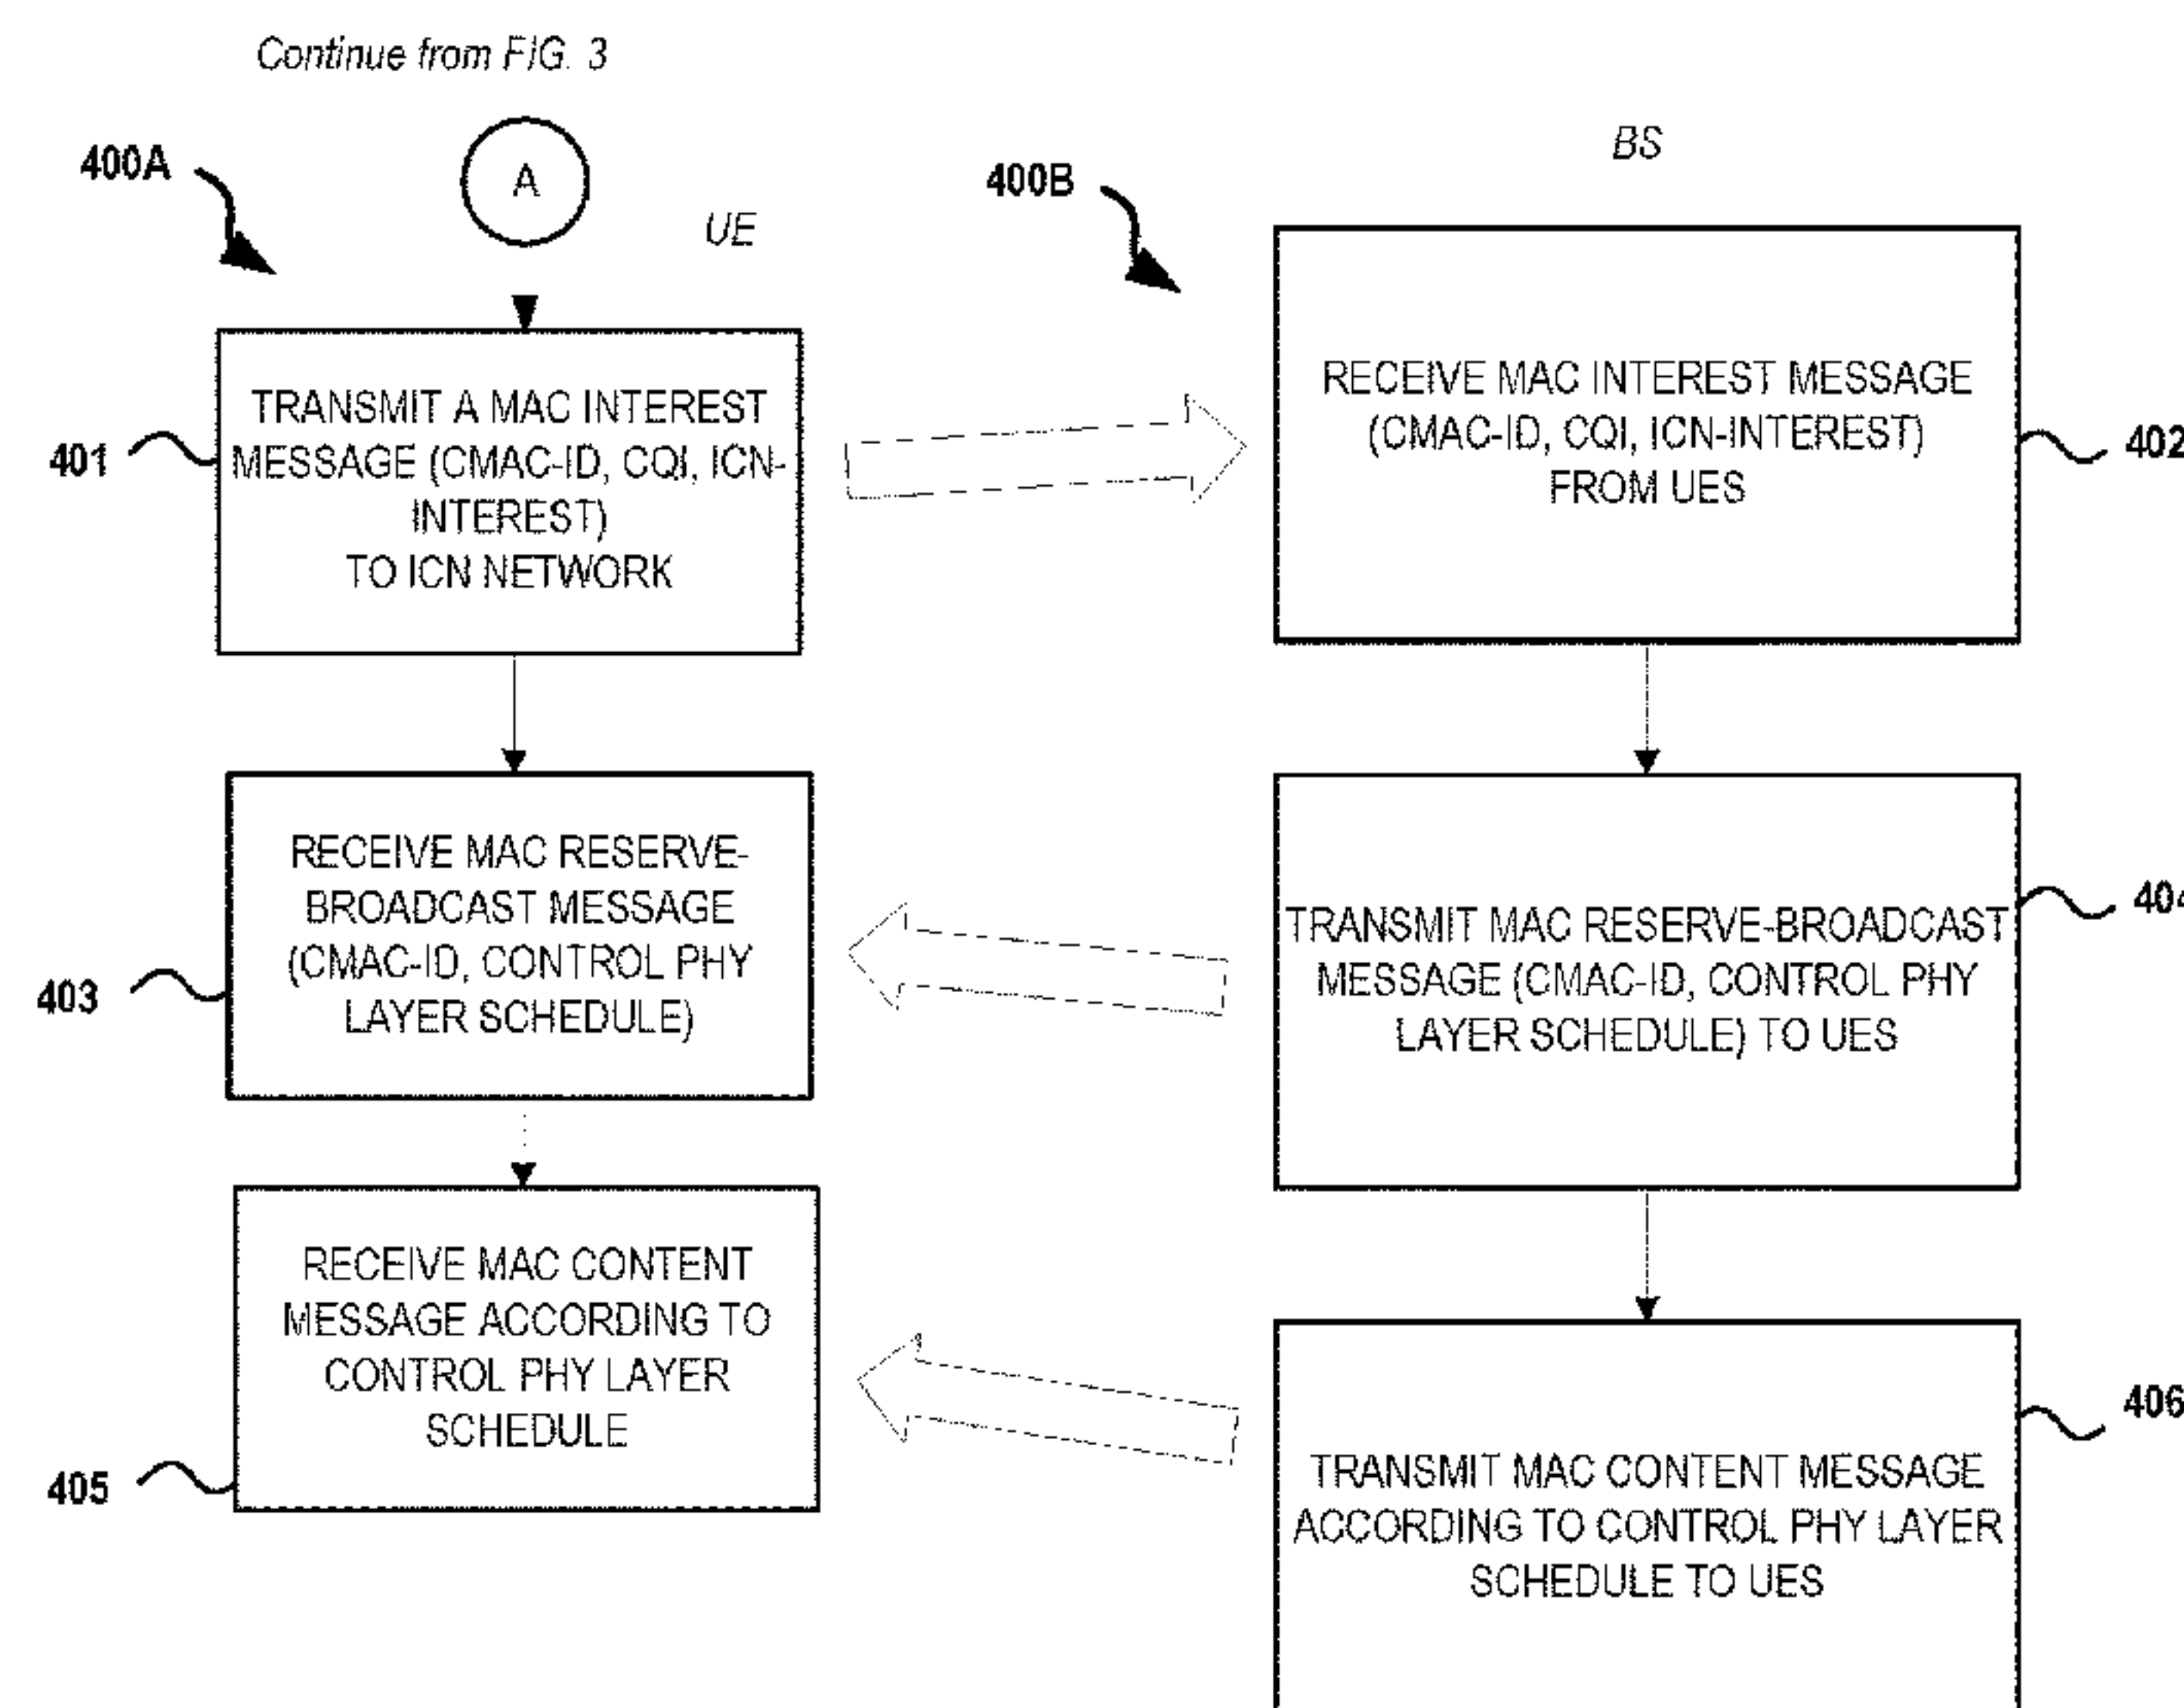 Continue from FIG. 3
400A
A
UE
400B
BS
401
TRANSMIT A MAC INTEREST
MESSAGE (CMAC-ID, CQI, ICN-
INTEREST)
TO ICN NETWORK
RECEIVE MAC INTEREST MESSAGE
(CMAC-ID, CQI, ICN-INTEREST)
FROM UES
402
403
RECEIVE MAC RESERVE-
BROADCAST MESSAGE
(CMAC-ID, CONTROL PHY
LAYER SCHEDULE)
TRANSMIT MAC RESERVE-BROADCAST
MESSAGE (CMAC-ID, CONTROL PHY
LAYER SCHEDULE) TO UES
404
405
RECEIVE MAC CONTENT
MESSAGE ACCORDING TO
CONTROL PHY LAYER
SCHEDULE
TRANSMIT MAC CONTENT MESSAGE
ACCORDING TO CONTROL PHY LAYER
SCHEDULE TO UES
406